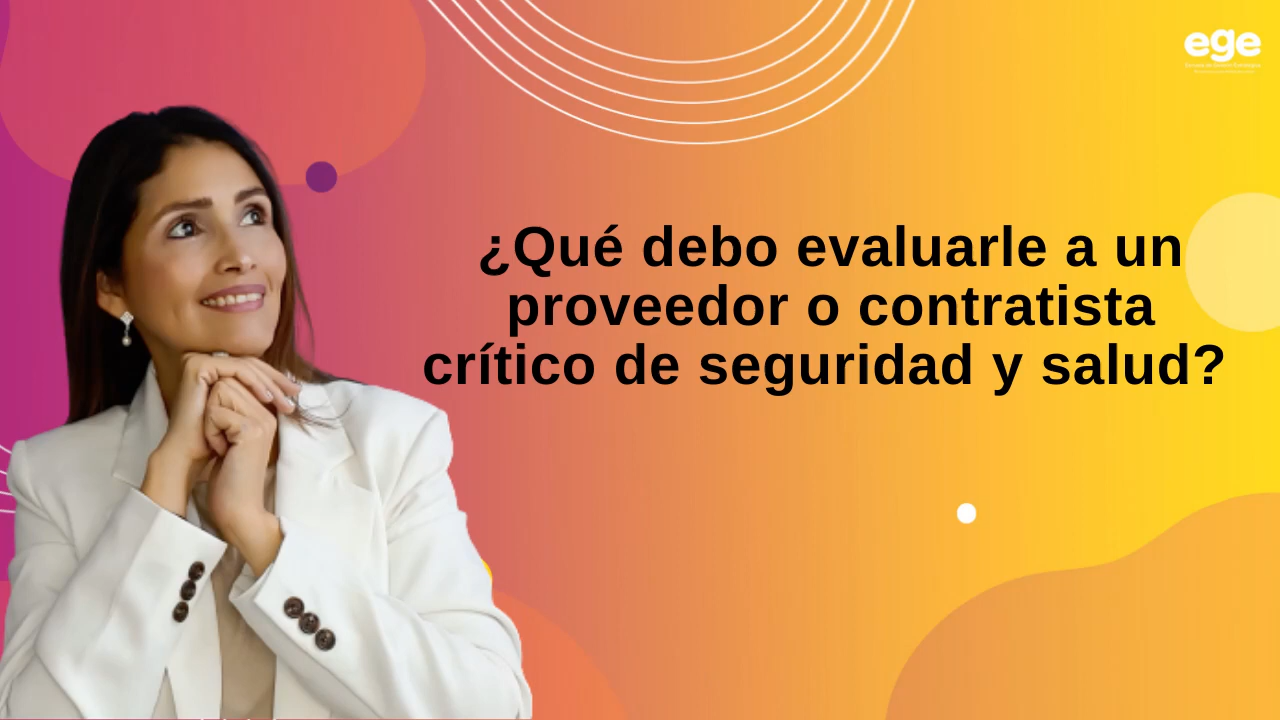 ege
¿Qué debo evaluarle a un
proveedor o contratista
crítico de seguridad y salud?